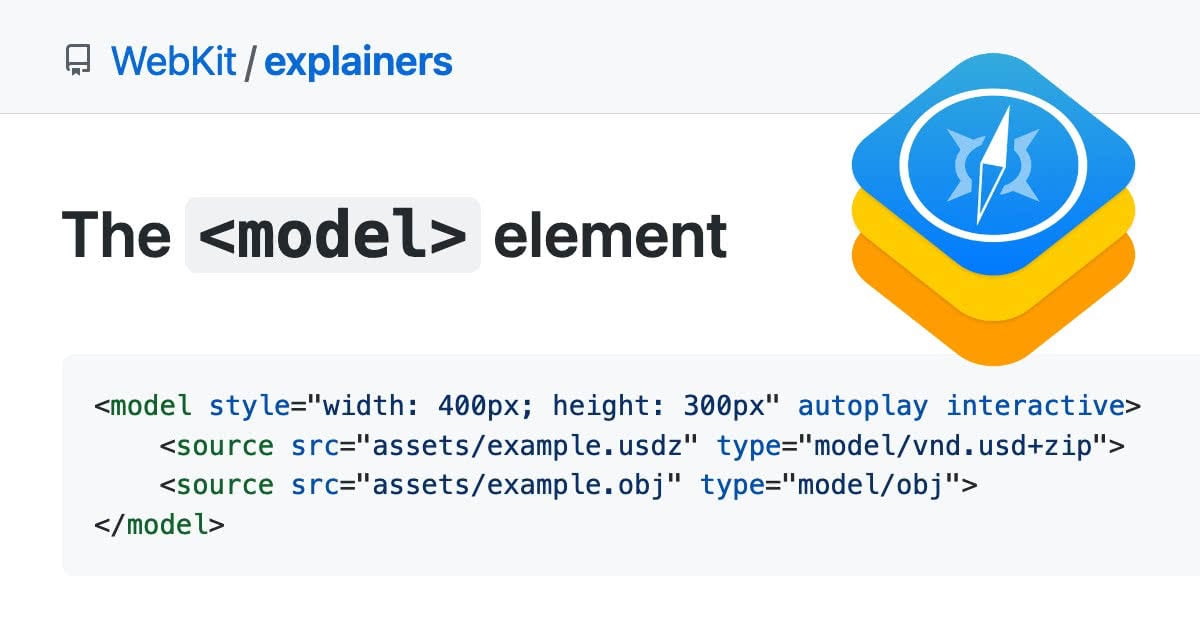 WebKit / explainers
The <model> element
<model style="width: 400px; height: 300px" autoplay interactive>
    <source src="assets/example.usdz" type="model/vnd.usd+zip">
    <source src="assets/example.obj" type="model/obj">
</model>